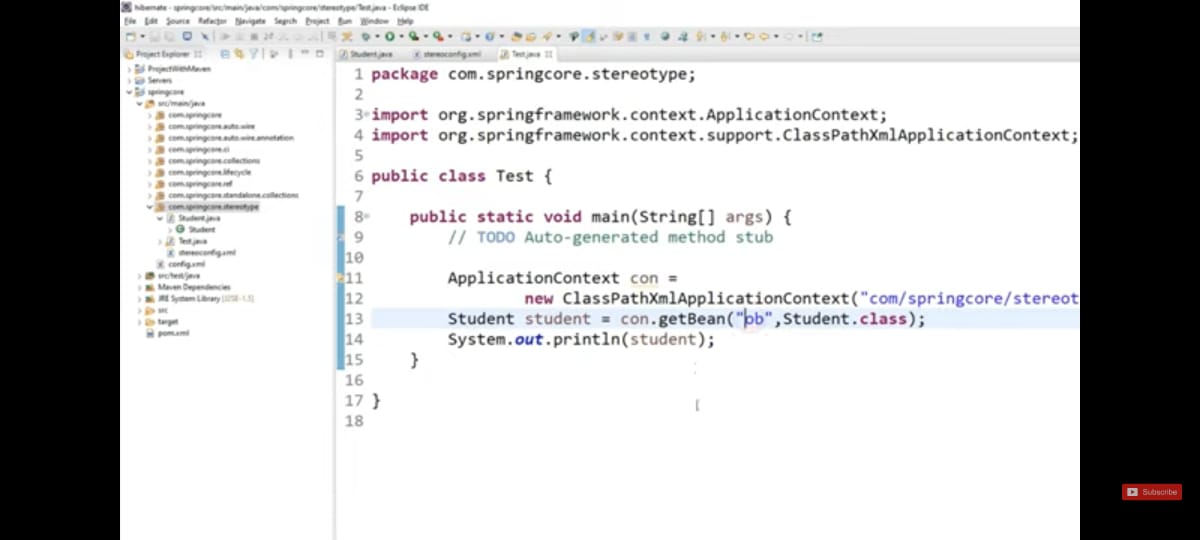 hibernate - springcore/src/main/java/com/springcore/stereotype/Test.java - Eclipse IDE
File Edit Source Refactor Navigate Search Project Run Window Help
Project Explorer
Student.java stereoconfig.xml Test.java
ProjectWithMaven
Servers
springcore
src/main/java
com.springcore
com.springcore.auto.wire
com.springcore.auto.wire.annotation
com.springcore.ci
com.springcore.collections
com.springcore.lifecycle
com.springcore.ref
com.springcore.standalone.collections
com.springcore.stereotype
Student.java
Student
Test.java
stereoconfig.xml
config.xml
src/test/java
Maven Dependencies
JRE System Library [J2SE-1.5]
src
target
pom.xml
1 package com.springcore.stereotype;
2
3 import org.springframework.context.ApplicationContext;
4 import org.springframework.context.support.ClassPathXmlApplicationContext;
5
6 public class Test {
7
8 public static void main(String[] args) {
9 // TODO Auto-generated method stub
10
11 ApplicationContext con =
12 new ClassPathXmlApplicationContext("com/springcore/stereot
13 Student student = con.getBean("ob",Student.class);
14 System.out.println(student);
15 }
16
17 }
18
Subscribe